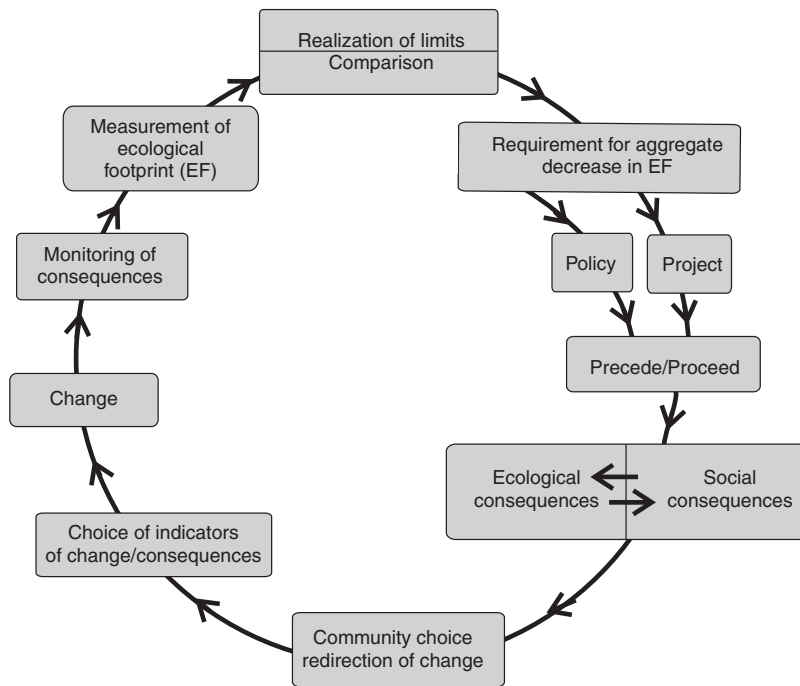 Realization of limits
Comparison
Requirement for aggregate
decrease in EF
Policy
Project
Precede/Proceed
Ecological
consequences
Social
consequences
Community choice
redirection of change
Choice of indicators
of change/consequences
Change
Monitoring of
consequences
Measurement of
ecological
footprint (EF)